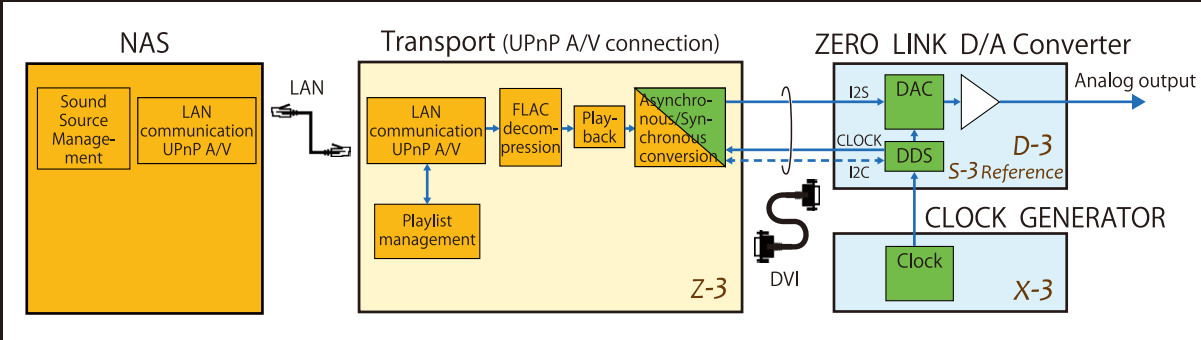 NAS
Sound
Source
Manage-
ment
LAN
communication
UPnP A/V
LAN
Transport (UPnP A/V connection)
LAN
communication
UPnP A/V
FLAC
decom-
pression
Play-
back
Asynchro-
nous/Syn-
chronous
conversion
Playlist
management
Z-3
DVI
ZERO LINK D/A Converter
I2S
DAC
Analog output
CLOCK
DDS
I2C
D-3
S-3 Reference
CLOCK GENERATOR
Clock
X-3